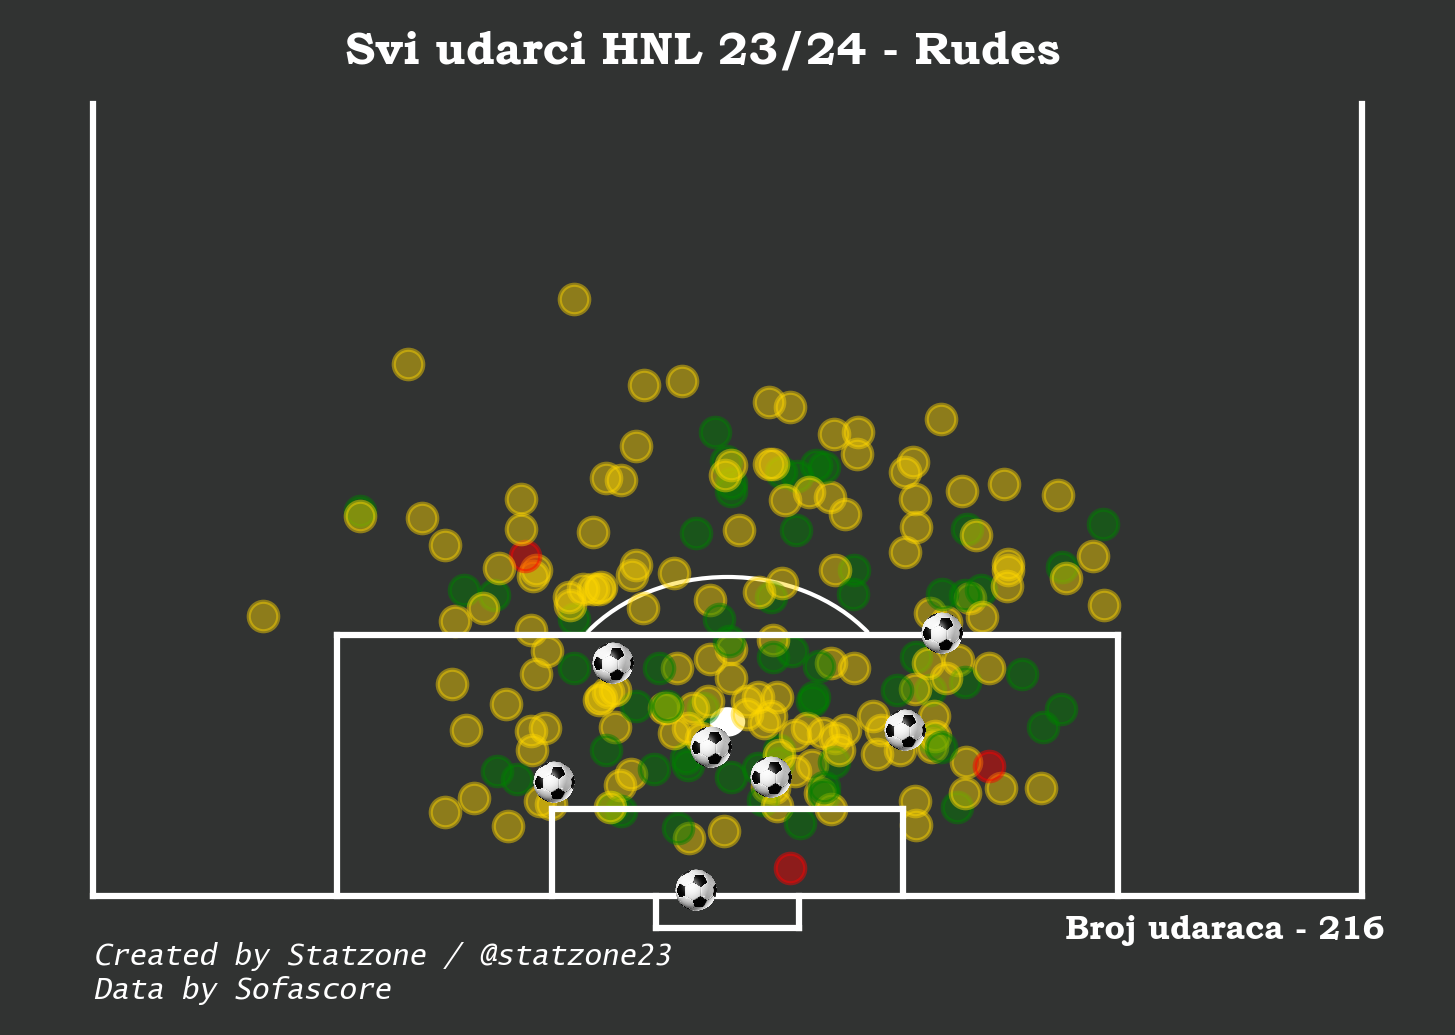 Svi udarci HNL 23/24 - Rudes
Broj udaraca - 216
Created by Statzone / @statzone23
Data by Sofascore